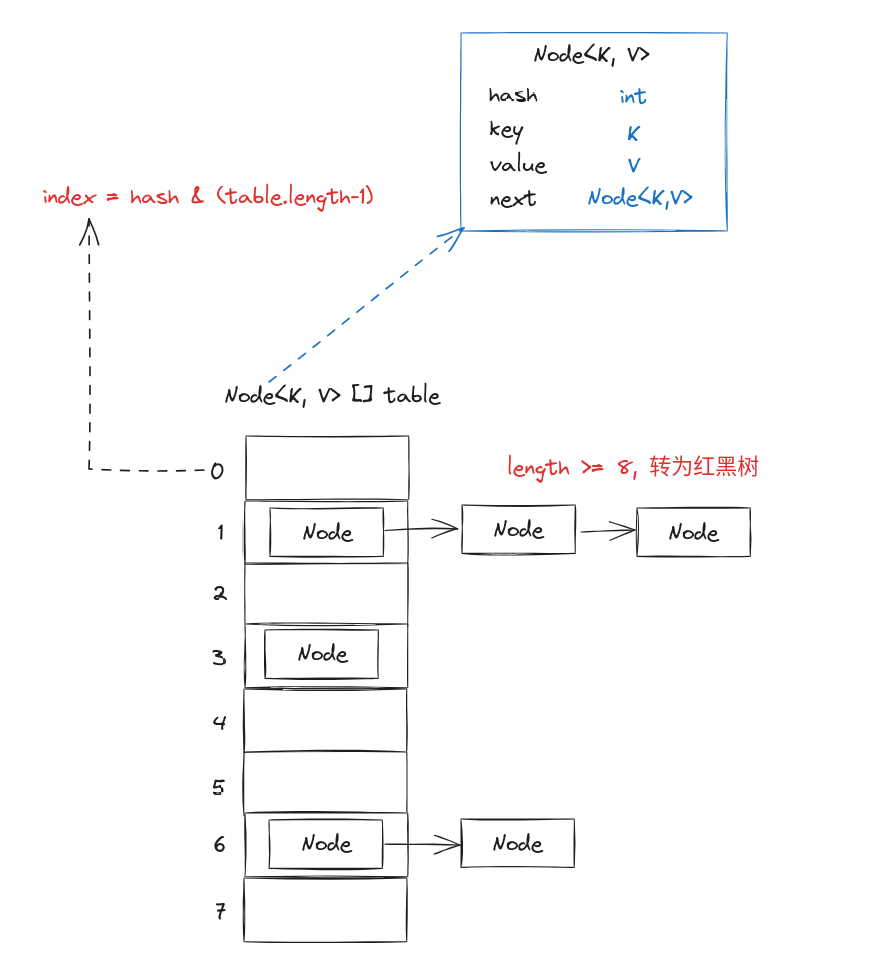 Node<K, V>
hash int
key K
value V
next Node<K,V>
index = hash & (table.length-1)
Node<K, V> [] table
0
length >= 8, 转为红黑树
1 Node Node Node
2
3 Node
4
5
6 Node Node
7